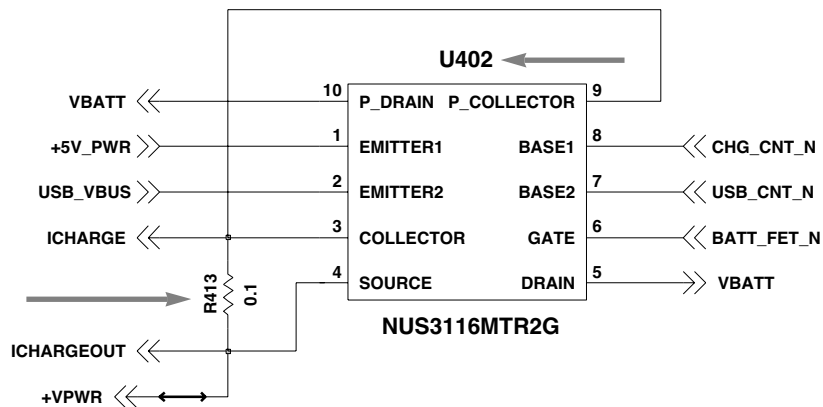 U402
10
9
VBATT
P_DRAIN
P_COLLECTOR
1
8
+5V_PWR
EMITTER1
BASE1
CHG_CNT_N
2
7
USB_VBUS
EMITTER2
BASE2
USB_CNT_N
3
6
ICHARGE
COLLECTOR
GATE
BATT_FET_N
4
5
SOURCE
DRAIN
VBATT
R413
0.1
NUS3116MTR2G
ICHARGEOUT
+VPWR